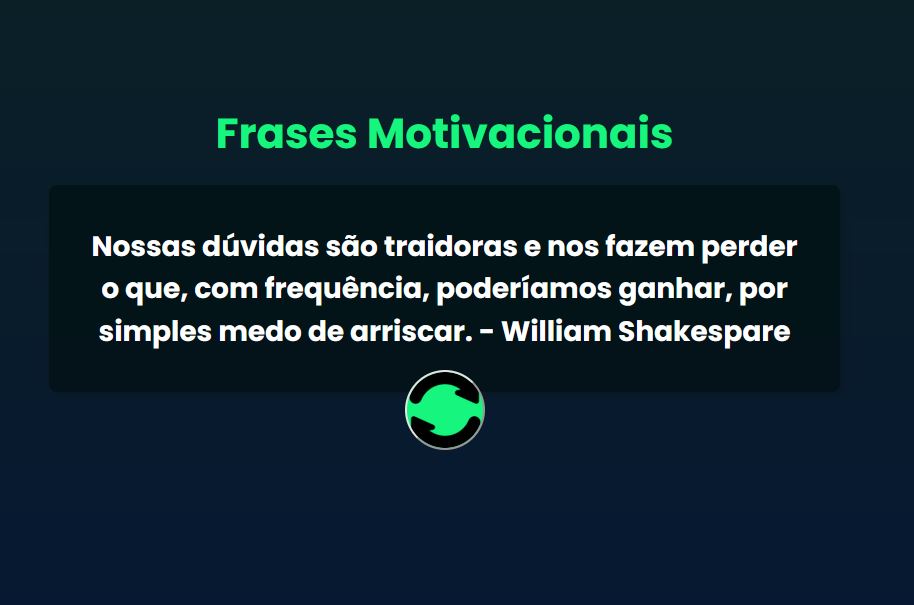 Frases Motivacionais
Nossas dúvidas são traidoras e nos fazem perder
o que, com frequência, poderíamos ganhar, por
simples medo de arriscar. - William Shakespare